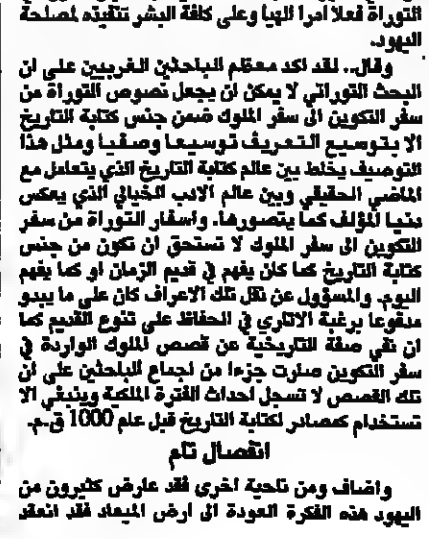 التوراة فعلا امرا الهيا وعلى كافة البشر تنفيذه لمصلحة
اليهود.
وقال.. لقد اكد معظم الباحثين الغربيين على ان
البحث التوراتي لا يمكن ان يجعل نصوص التوراة من
سفر التكوين الى سفر الملوك ضمن جنس كتابة التاريخ
الا بتوسيع التعريف توسيعا وصفيا ومثل هذا
التوصيف يخلط بين عالم كتابة التاريخ الذي يتعامل مع
الماضي الحقيقي وبين عالم الادب الخيالي الذي يعكس
دنيا المؤلف كما يتصورها. واسفار التوراة من سفر
التكوين الى سفر الملوك لا تستحق ان تكون من جنس
كتابة التاريخ كما كان يفهم في قديم الزمان او كما يفهم
اليوم. والمسؤول عن نقل تلك الاعراف كان على ما يبدو
مدفوعا برغبة الاثاري في الحفاظ على تنوع القديم كما
ان نفي صفة التاريخية عن قصص الملوك الواردة في
سفر التكوين صارت جزءا من اجماع الباحثين على ان
تلك القصص لا تسجل احداث الفترة الملكية وينبغي الا
تستخدام كمصادر لكتابة التاريخ قبل عام 1000 ق.م.
انفصال تام
واضاف ومن ناحية اخرى فقد عارض كثيرون من
اليهود هذه الفكرة العودة الى ارض الميعاد فقد انعقد